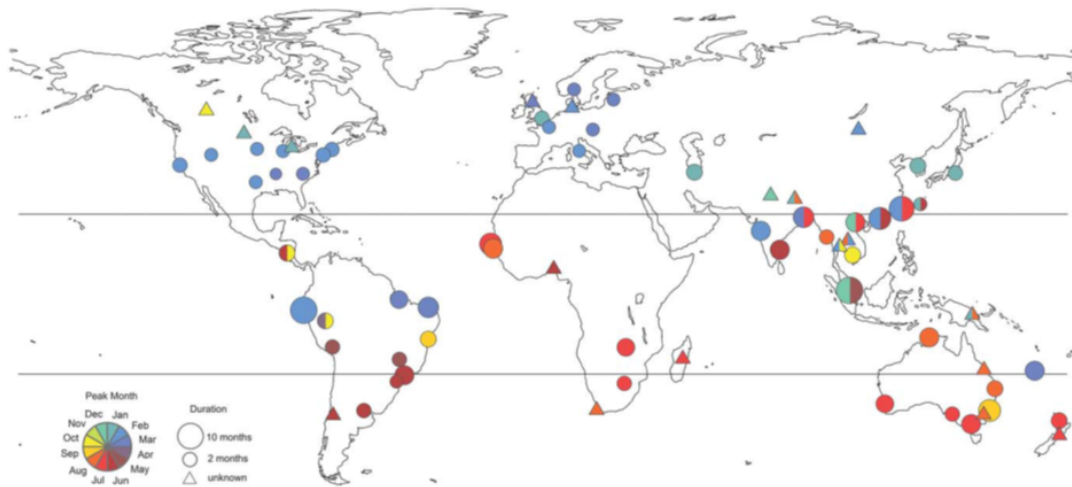 Peak Month
Dec Jan
Nov Feb
Oct Mar
Sep Apr
Aug May
Jul Jun
Duration
10 months
2 months
unknown